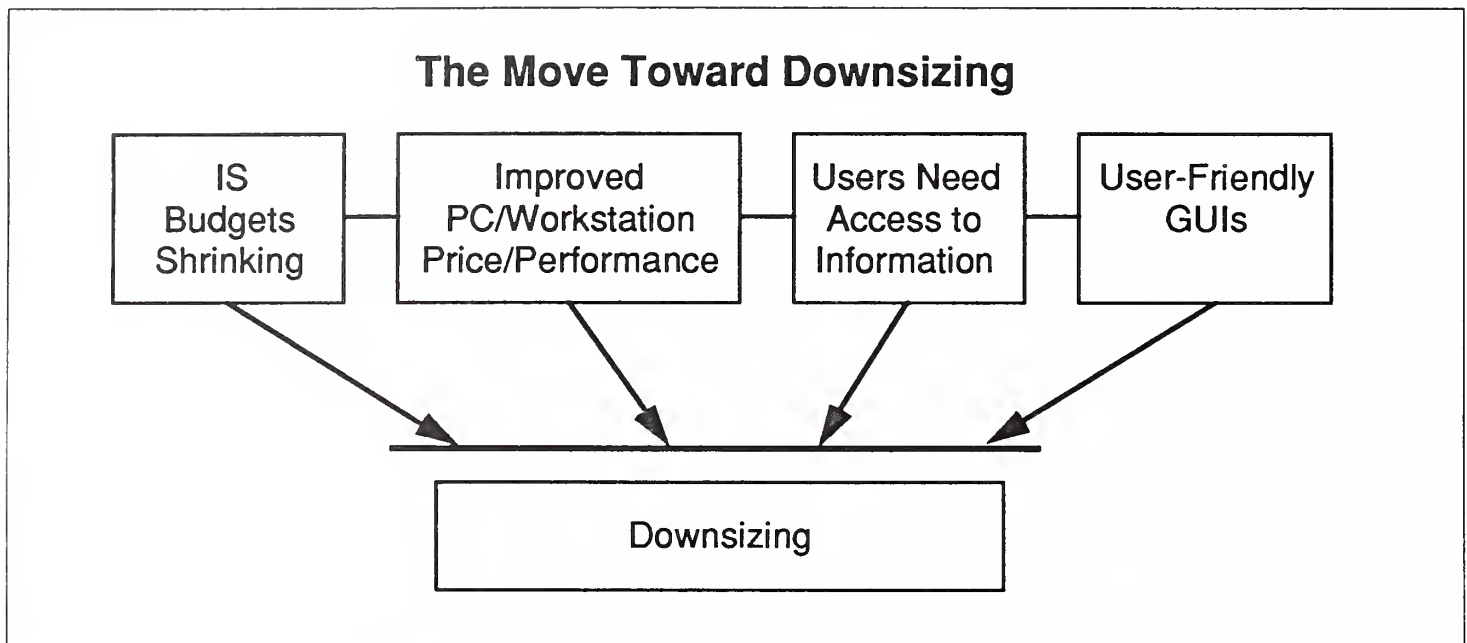 The Move Toward Downsizing
IS
Budgets
Shrinking
Improved
PC/Workstation
Price/Performance
Users Need
Access to
Information
User-Friendly
GUIs
Downsizing